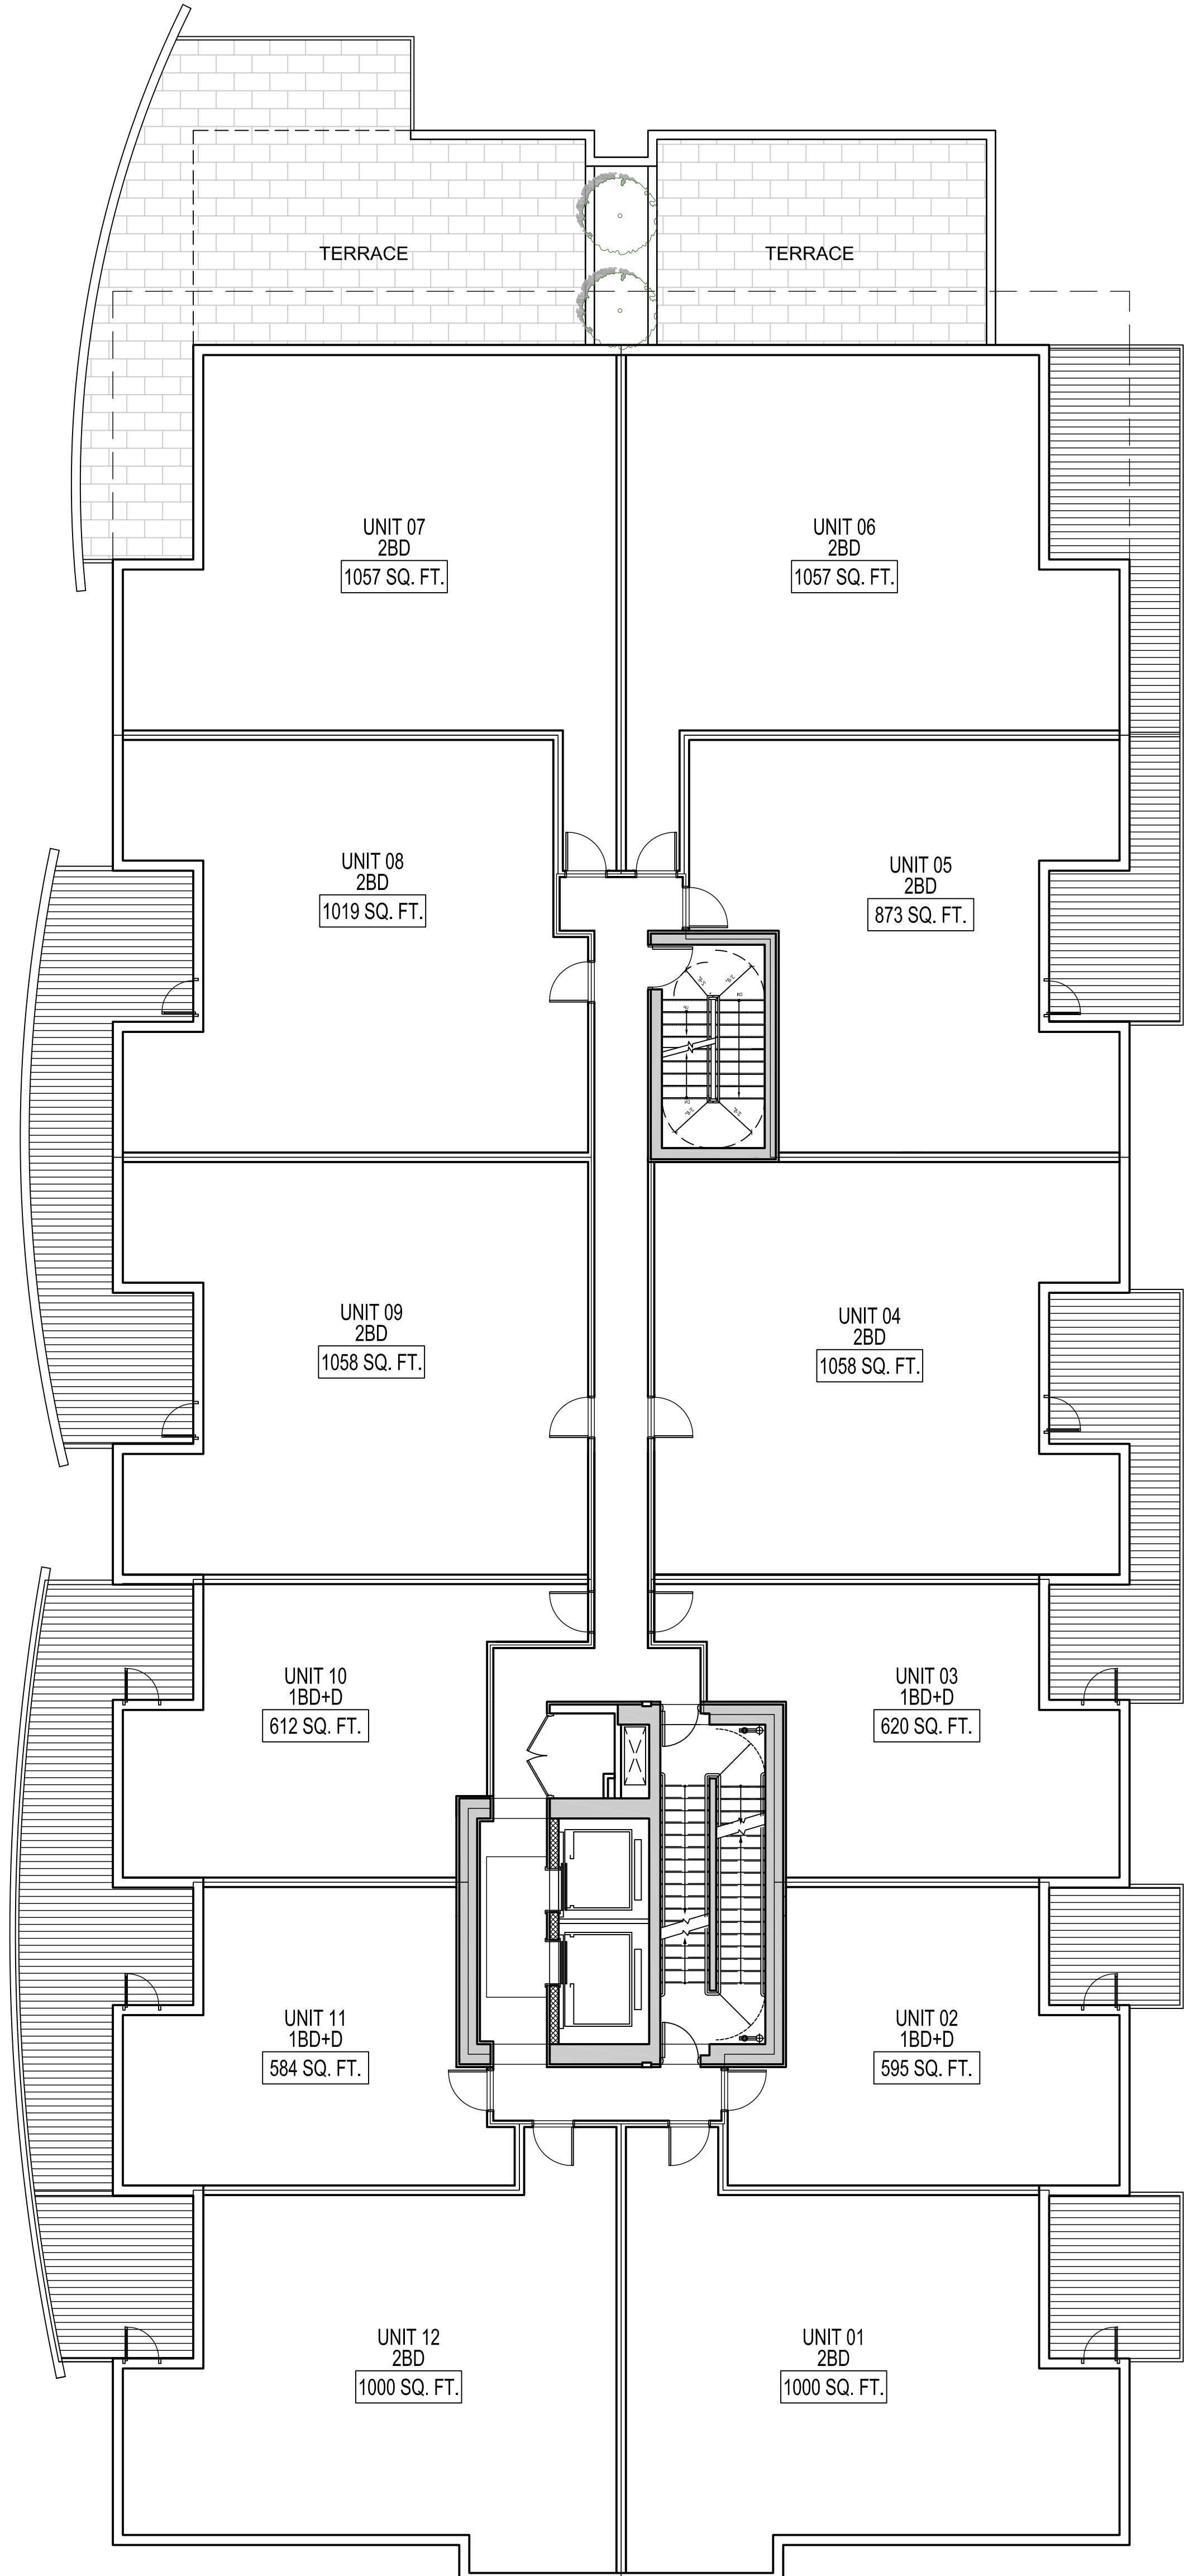 TERRACE
TERRACE
UNIT 07
2BD
1057 SQ. FT.
UNIT 06
2BD
1057 SQ. FT.
UNIT 08
2BD
1019 SQ. FT.
UNIT 05
2BD
873 SQ. FT.
UNIT 09
2BD
1058 SQ. FT.
UNIT 04
2BD
1058 SQ. FT.
UNIT 10
1BD+D
612 SQ. FT.
UNIT 03
1BD+D
620 SQ. FT.
UNIT 11
1BD+D
584 SQ. FT.
UNIT 02
1BD+D
595 SQ. FT.
UNIT 12
2BD
1000 SQ. FT.
UNIT 01
2BD
1000 SQ. FT.